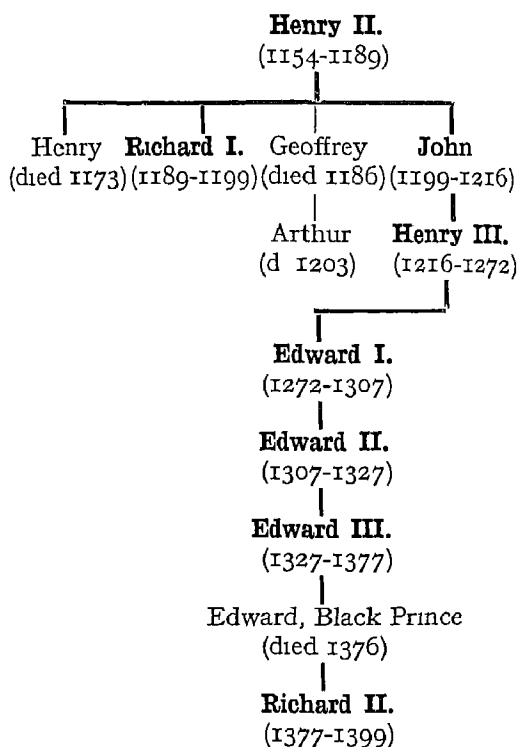 Henry II.
(1154-1189)
Henry Richard I. Geoffrey John
(died 1173) (1189-1199) (died 1186) (1199-1216)
Arthur Henry III.
(d 1203) (1216-1272)
Edward I.
(1272-1307)
Edward II.
(1307-1327)
Edward III.
(1327-1377)
Edward, Black Prince
(died 1376)
Richard II.
(1377-1399)